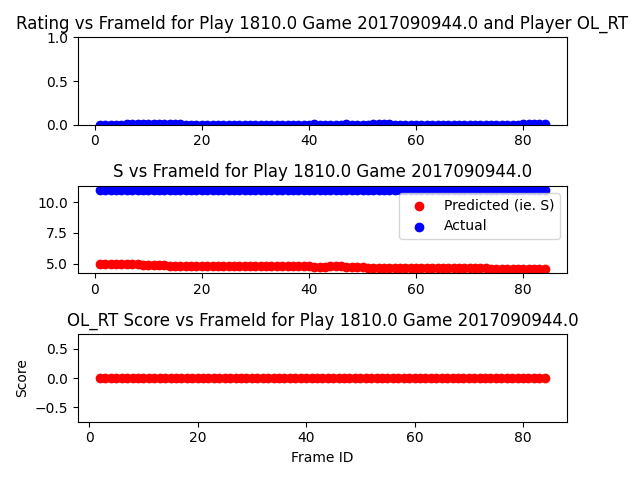 Rating vs FrameId for Play 1810.0 Game 2017090944.0 and Player OL_RT
1.0
0.5
0.0
0 20 40 60 80
S vs FrameId for Play 1810.0 Game 2017090944.0
10.0
7.5
5.0
Predicted (ie. S)
Actual
0 20 40 60 80
OL_RT Score vs FrameId for Play 1810.0 Game 2017090944.0
Score
0.5
0.0
−0.5
0 20 40 60 80
Frame ID